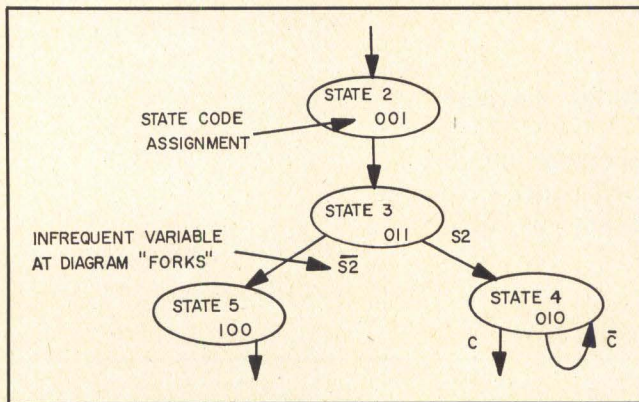 STATE 2
001
STATE CODE
ASSIGNMENT
STATE 3
011
INFREQUENT VARIABLE
AT DIAGRAM "FORKS"
S2
S̅2̅
STATE 5
100
STATE 4
010
C
C̅